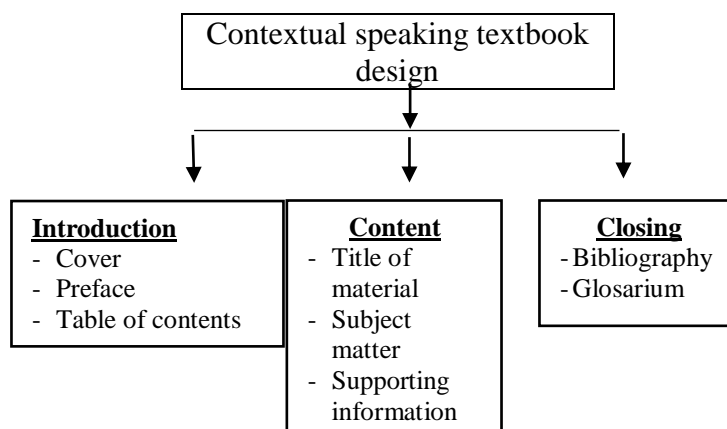 Contextual speaking textbook
design
Introduction
- Cover
- Preface
- Table of contents
Content
- Title of
material
- Subject
matter
- Supporting
information
Closing
- Bibliography
- Glosarium